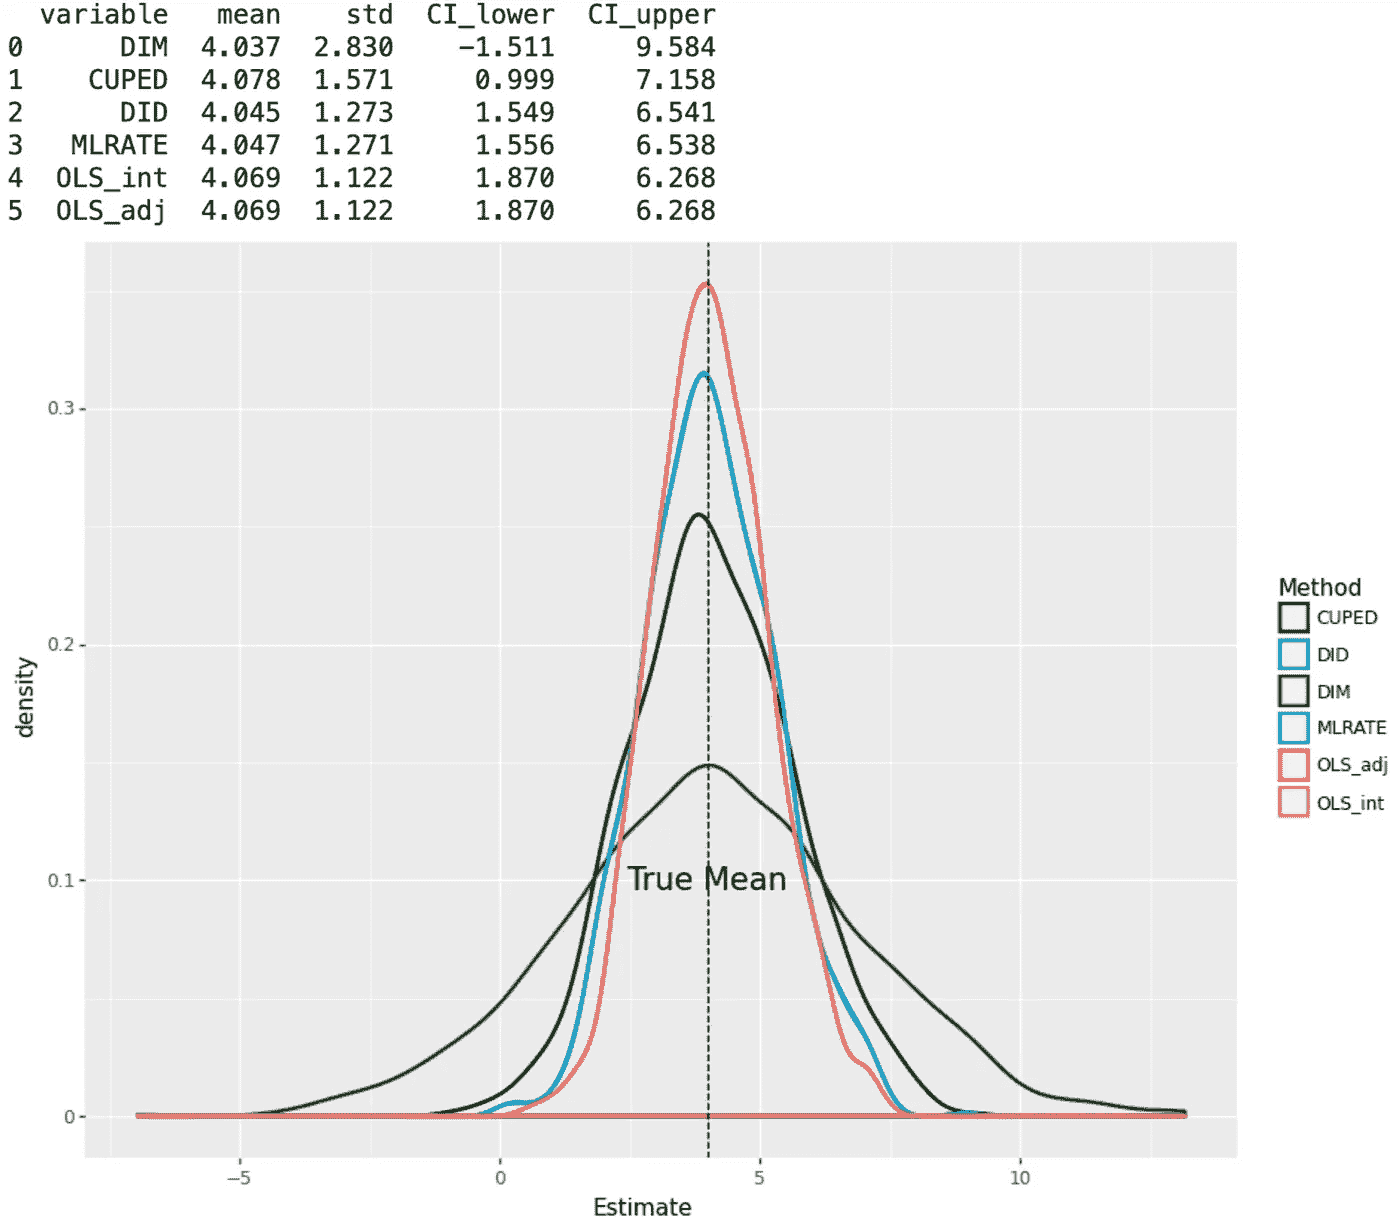 variable mean std CI_lower CI_upper
0 DIM 4.037 2.830 −1.511 9.584
1 CUPED 4.078 1.571 0.999 7.158
2 DID 4.045 1.273 1.549 6.541
3 MLRATE 4.047 1.271 1.556 6.538
4 OLS_int 4.069 1.122 1.870 6.268
5 OLS_adj 4.069 1.122 1.870 6.268
0.3
0.2
0.1
0
density
True Mean
−5
0
5
10
Estimate
Method
CUPED
DID
DIM
MLRATE
OLS_adj
OLS_int